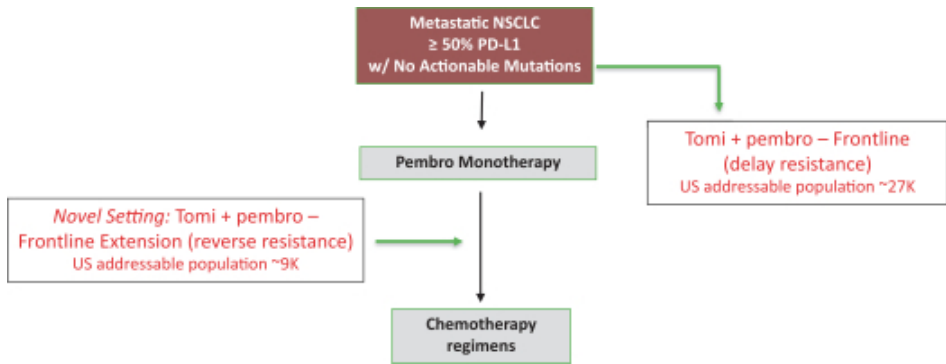 Metastatic NSCLC
≥ 50% PD-L1
w/ No Actionable Mutations
Tomi + pembro – Frontline
(delay resistance)
US addressable population ~27K
Pembro Monotherapy
Novel Setting: Tomi + pembro –
Frontline Extension (reverse resistance)
US addressable population ~9K
Chemotherapy
regimens